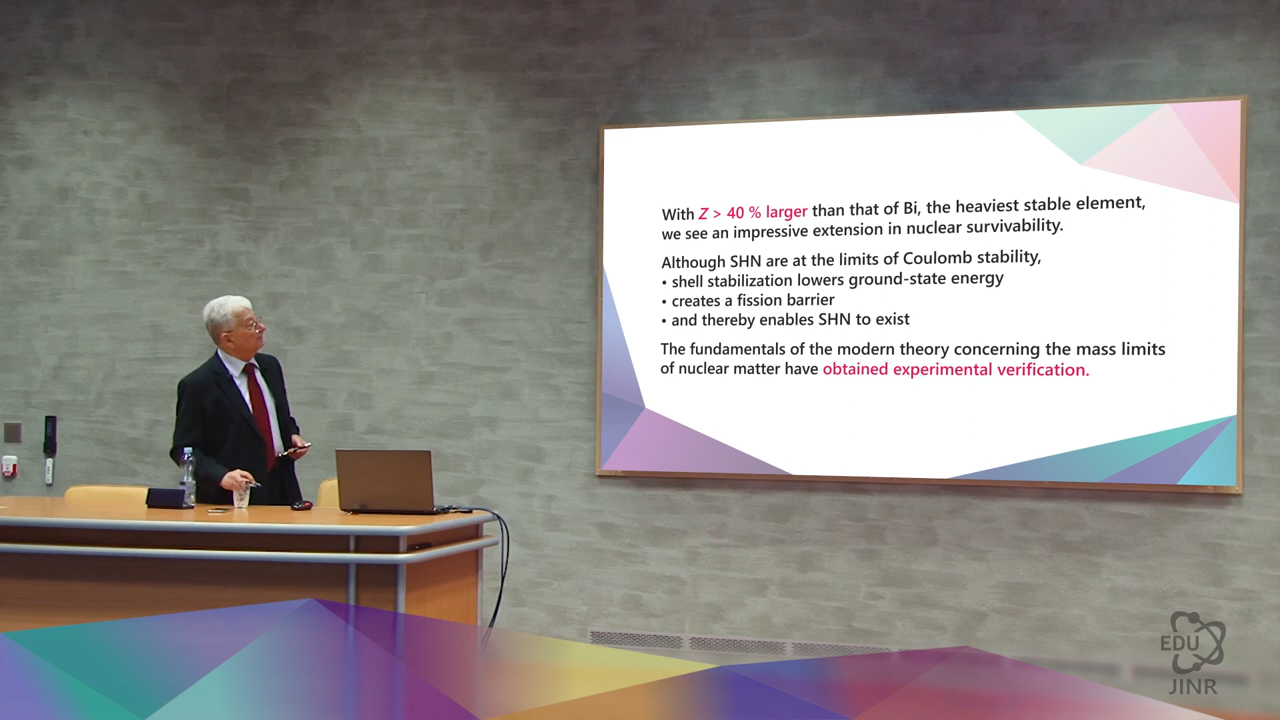 With Z > 40 % larger than that of Bi, the heaviest stable element,
we see an impressive extension in nuclear survivability.
Although SHN are at the limits of Coulomb stability,
• shell stabilization lowers ground-state energy
• creates a fission barrier
• and thereby enables SHN to exist
The fundamentals of the modern theory concerning the mass limits
of nuclear matter have obtained experimental verification.
EDU
JINR